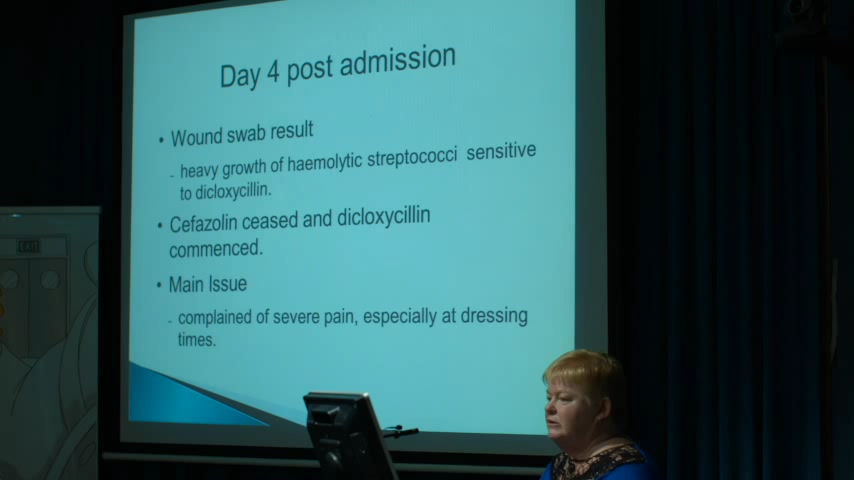 Day 4 post admission
• Wound swab result
- heavy growth of haemolytic streptococci sensitive
to dicloxycillin.
• Cefazolin ceased and dicloxycillin
commenced.
• Main Issue
- complained of severe pain, especially at dressing
times.
EXIT